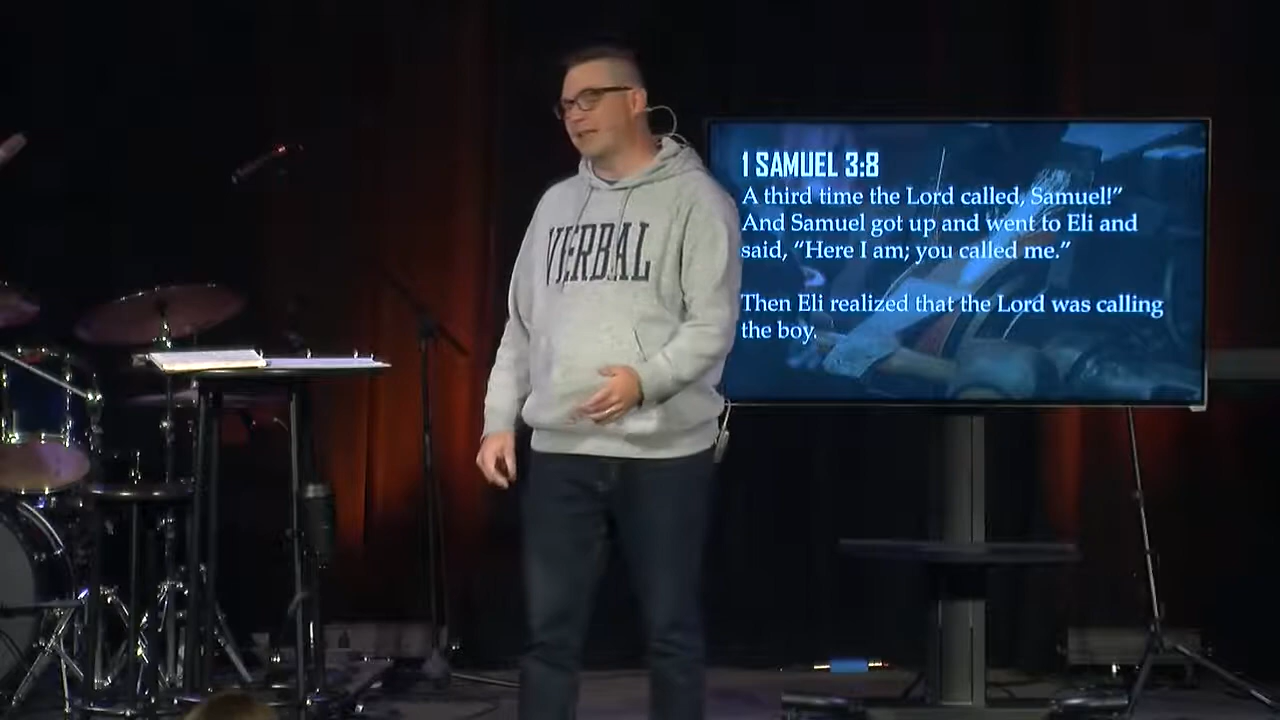 VERBAL
1 SAMUEL 3:8
A third time the Lord called, Samuel!”
And Samuel got up and went to Eli and
said, “Here I am; you called me.”
Then Eli realized that the Lord was calling
the boy.